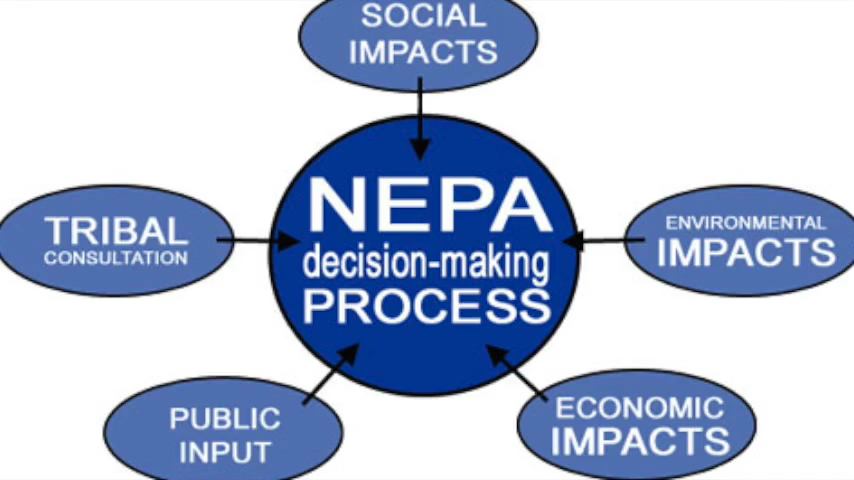 SOCIAL
IMPACTS
NEPA
decision-making
PROCESS
TRIBAL
CONSULTATION
ENVIRONMENTAL
IMPACTS
PUBLIC
INPUT
ECONOMIC
IMPACTS